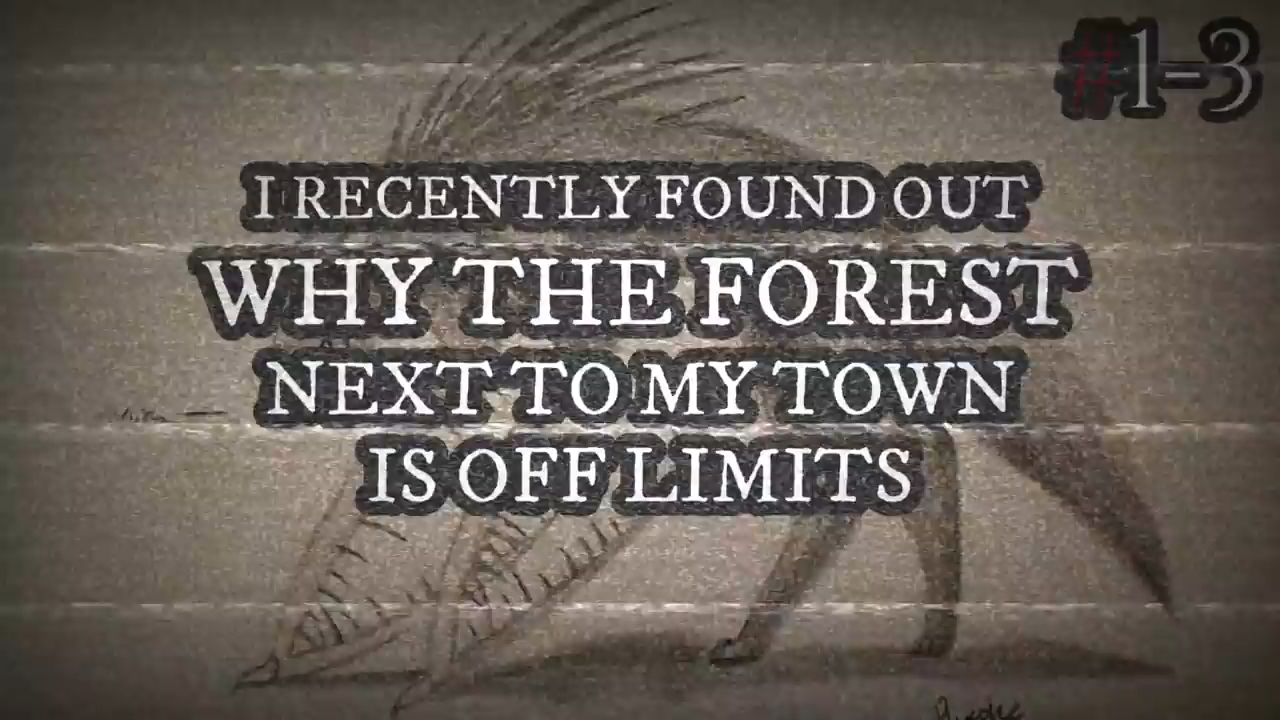 #1-3
I RECENTLY FOUND OUT
WHY THE FOREST
NEXT TO MY TOWN
IS OFF LIMITS